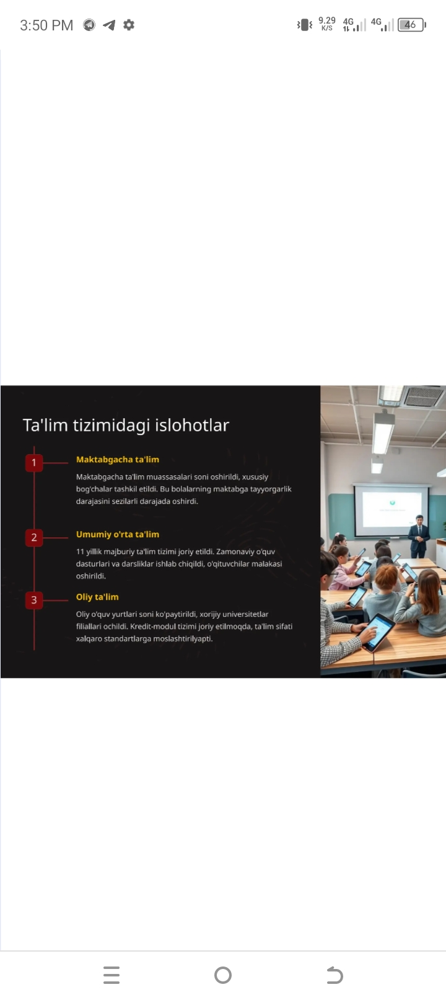 3:50 PM
9.29
K/S
4G
4G
46
Ta'lim tizimidagi islohotlar
1
Maktabgacha ta'lim
Maktabgacha ta'lim muassasalari soni oshirildi, xususiy
bog'chalar tashkil etildi. Bu bolalarning maktabga tayyorgarlik
darajasini sezilarli darajada oshirdi.
2
Umumiy o'rta ta'lim
11 yillik majburiy ta'lim tizimi joriy etildi. Zamonaviy o'quv
dasturlari va darsliklar ishlab chiqildi, o'qituvchilar malakasi
oshirildi.
3
Oliy ta'lim
Oliy o'quv yurtlari soni ko'paytirildi, xorijiy universitetlar
filiallari ochildi. Kredit-modul tizimi joriy etilmoqda, ta'lim sifati
xalqaro standartlarga moslashtirilyapti.